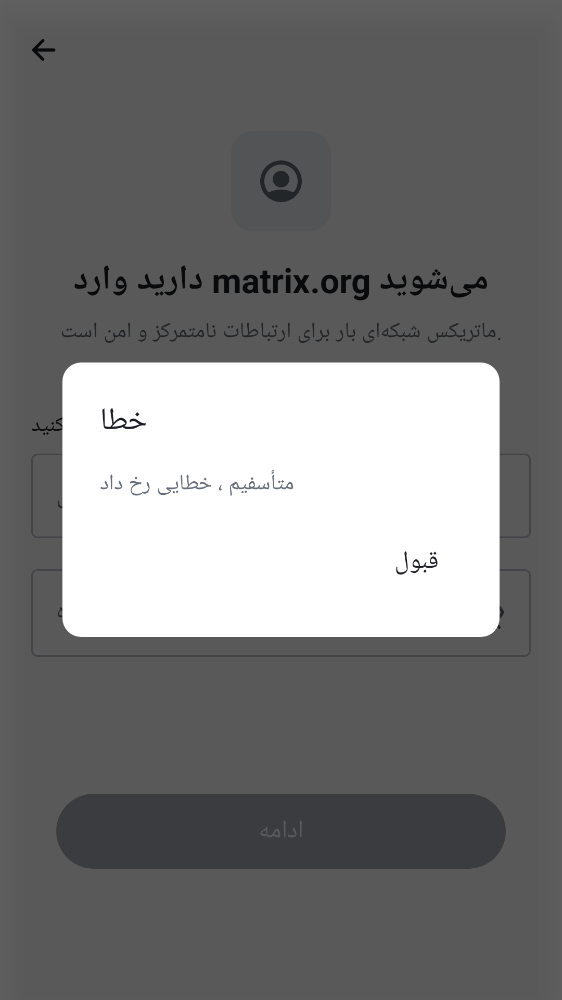 دارید وارد matrix.org می‌شوید
ماتریکس شبکه‌ای باز برای ارتباطات نامتمرکز و امن است.
کنید
خطا
متأسفیم ، خطایی رخ داد
قبول
ادامه